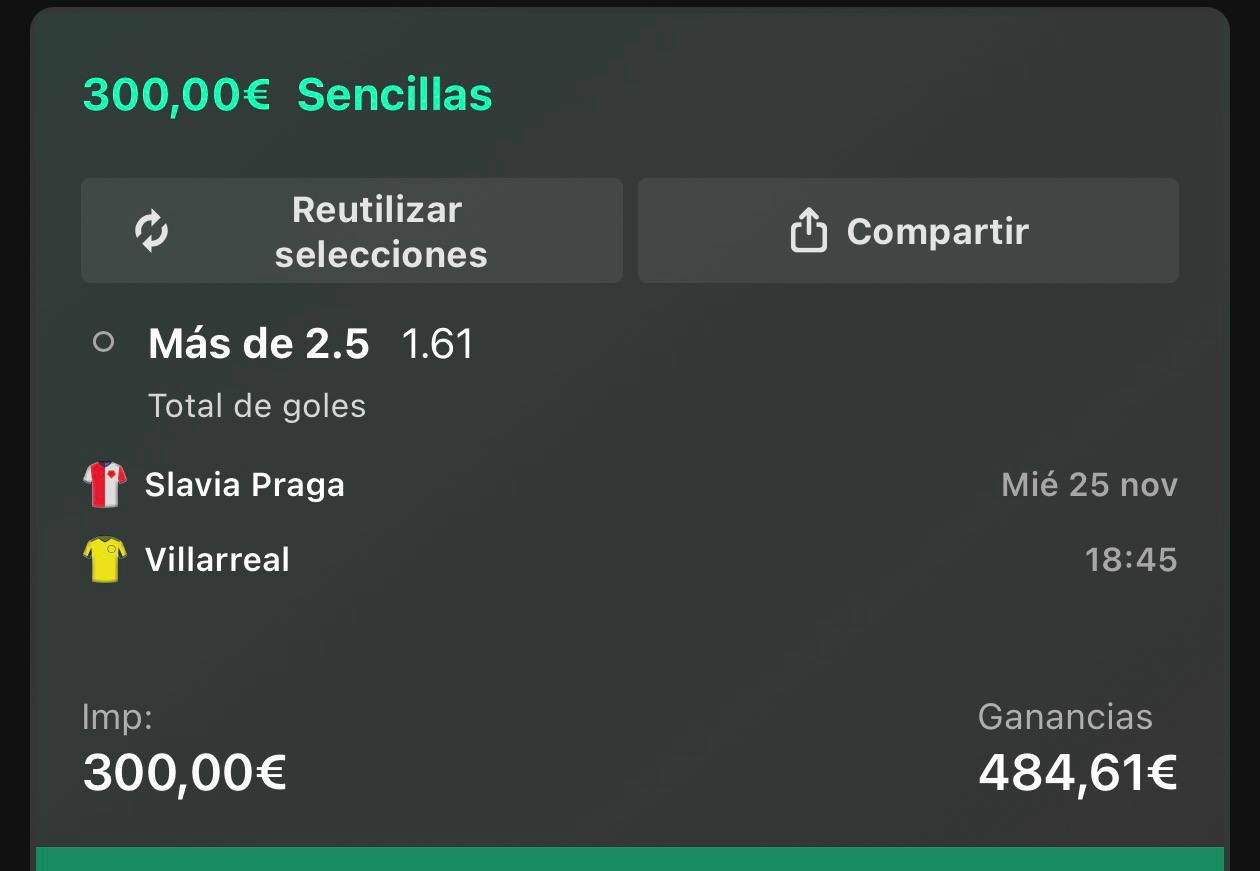 300,00€ Sencillas
Reutilizar
selecciones
Compartir
Más de 2.5 1.61
Total de goles
Slavia Praga
Mié 25 nov
Villarreal
18:45
Imp:
Ganancias
300,00€
484,61€